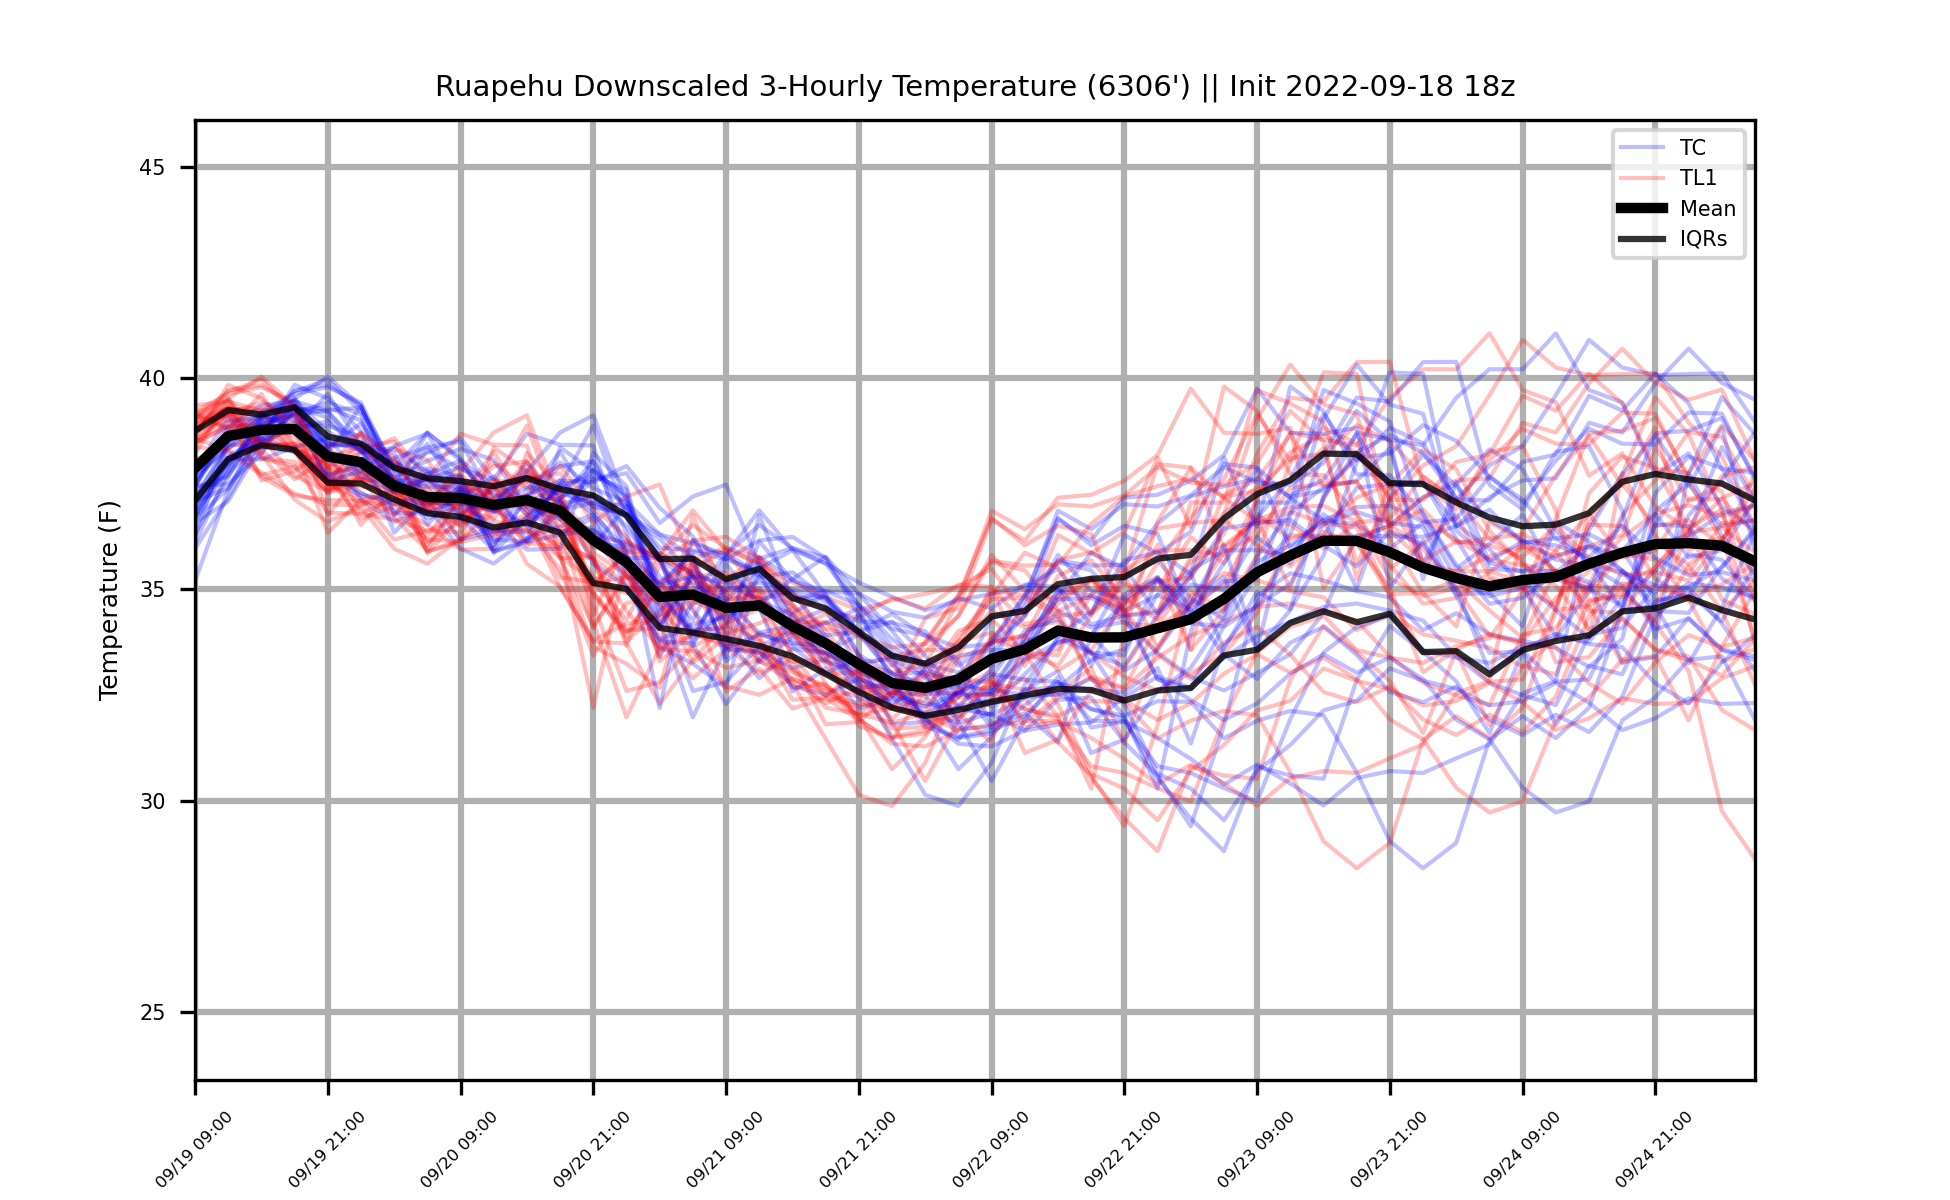 Ruapehu Downscaled 3-Hourly Temperature (6306') || Init 2022-09-18 18z
TC
TL1
Mean
IQRs
Temperature (F)
45
40
35
30
25
09/19 09:00
09/19 21:00
09/20 09:00
09/20 21:00
09/21 09:00
09/21 21:00
09/22 09:00
09/22 21:00
09/23 09:00
09/23 21:00
09/24 09:00
09/24 21:00